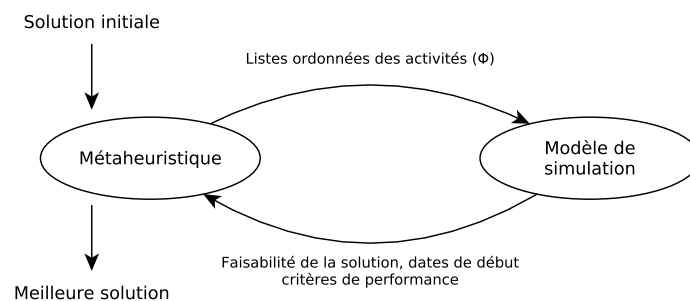 Solution initiale
Listes ordonnées des activités (Φ)
Métaheuristique
Modèle de
simulation
Faisabilité de la solution, dates de début
critères de performance
Meilleure solution